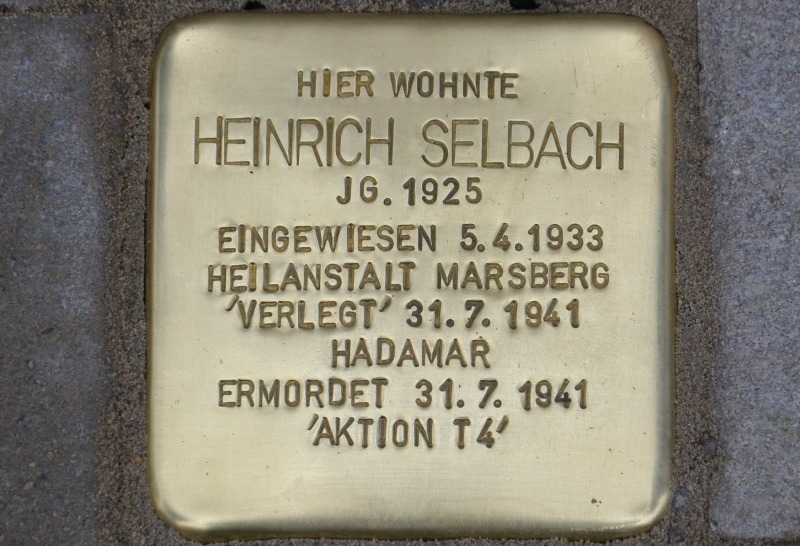 HIER WOHNTE
HEINRICH SELBACH
JG. 1925
EINGEWIESEN 5.4.1933
HEILANSTALT MARSBERG
'VERLEGT' 31.7.1941
HADAMAR
ERMORDET 31.7.1941
'AKTION T4'